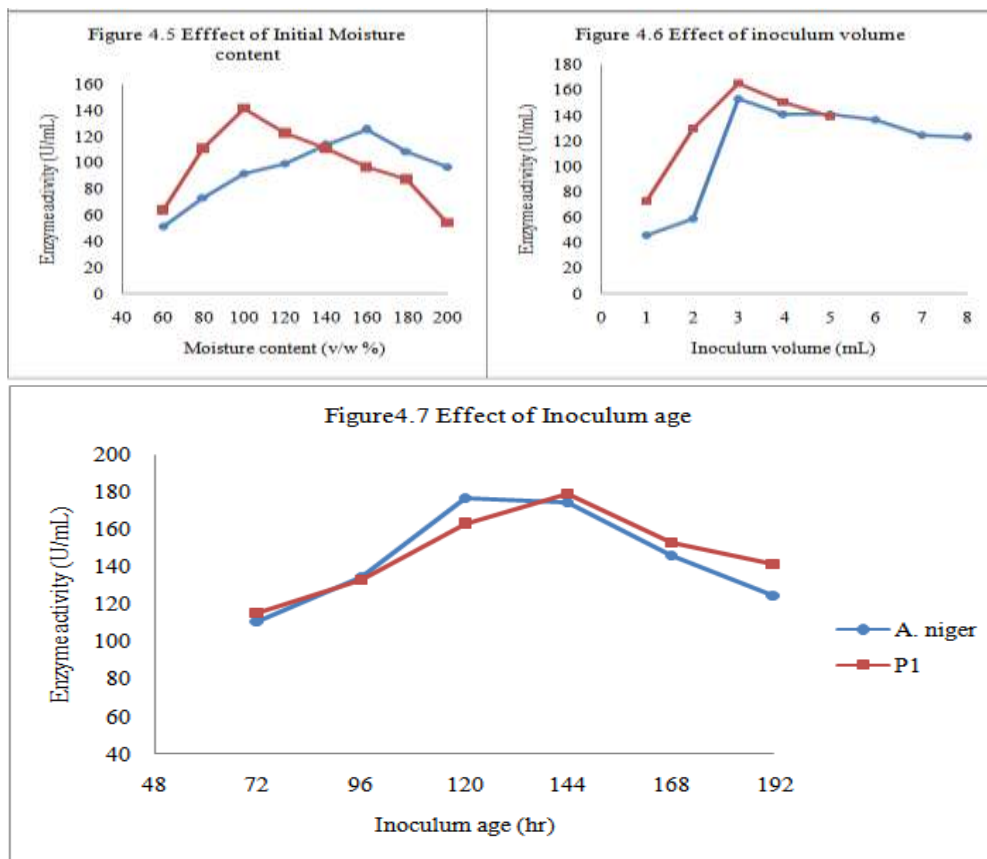 Figure 4.5 Efffect of Initial Moisture
content
160
140
120
100
80
60
40
20
0
Enzymeactivity (U/mL)
40 60 80 100 120 140 160 180 200
Moisture content (v/w %)
Figure 4.6 Effect of inoculum volume
180
160
140
120
100
80
60
40
20
0
Enzymeactivity (U/mL)
0 1 2 3 4 5 6 7 8
Inoculum volume (mL)
Figure4.7 Effect of Inoculum age
200
180
160
140
120
100
80
60
40
Enzymeactivity (U/mL)
48 72 96 120 144 168 192
Inoculum age (hr)
A. niger
P1